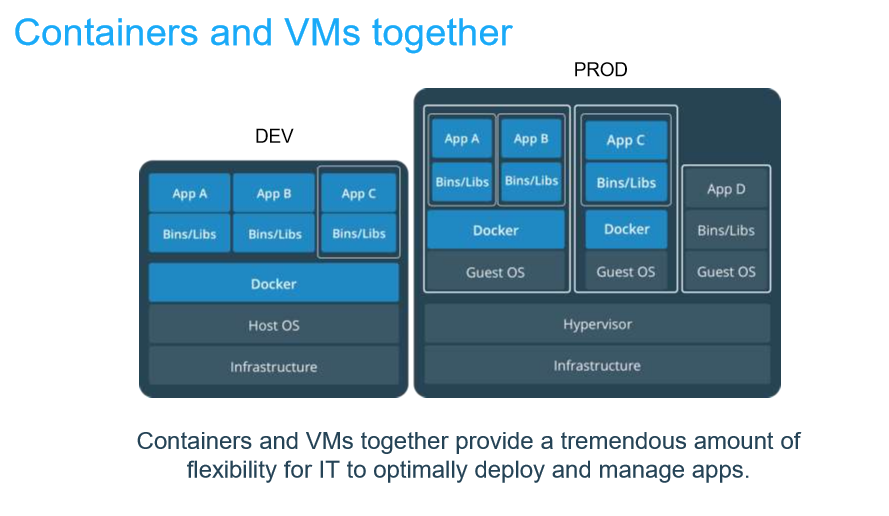 Containers and VMs together
DEV
App A App B App C
Bins/Libs Bins/Libs Bins/Libs
Docker
Host OS
Infrastructure
PROD
App A App B App C
Bins/Libs Bins/Libs Bins/Libs App D
Docker Docker Bins/Libs
Guest OS Guest OS Guest OS
Hypervisor
Infrastructure
Containers and VMs together provide a tremendous amount of
flexibility for IT to optimally deploy and manage apps.